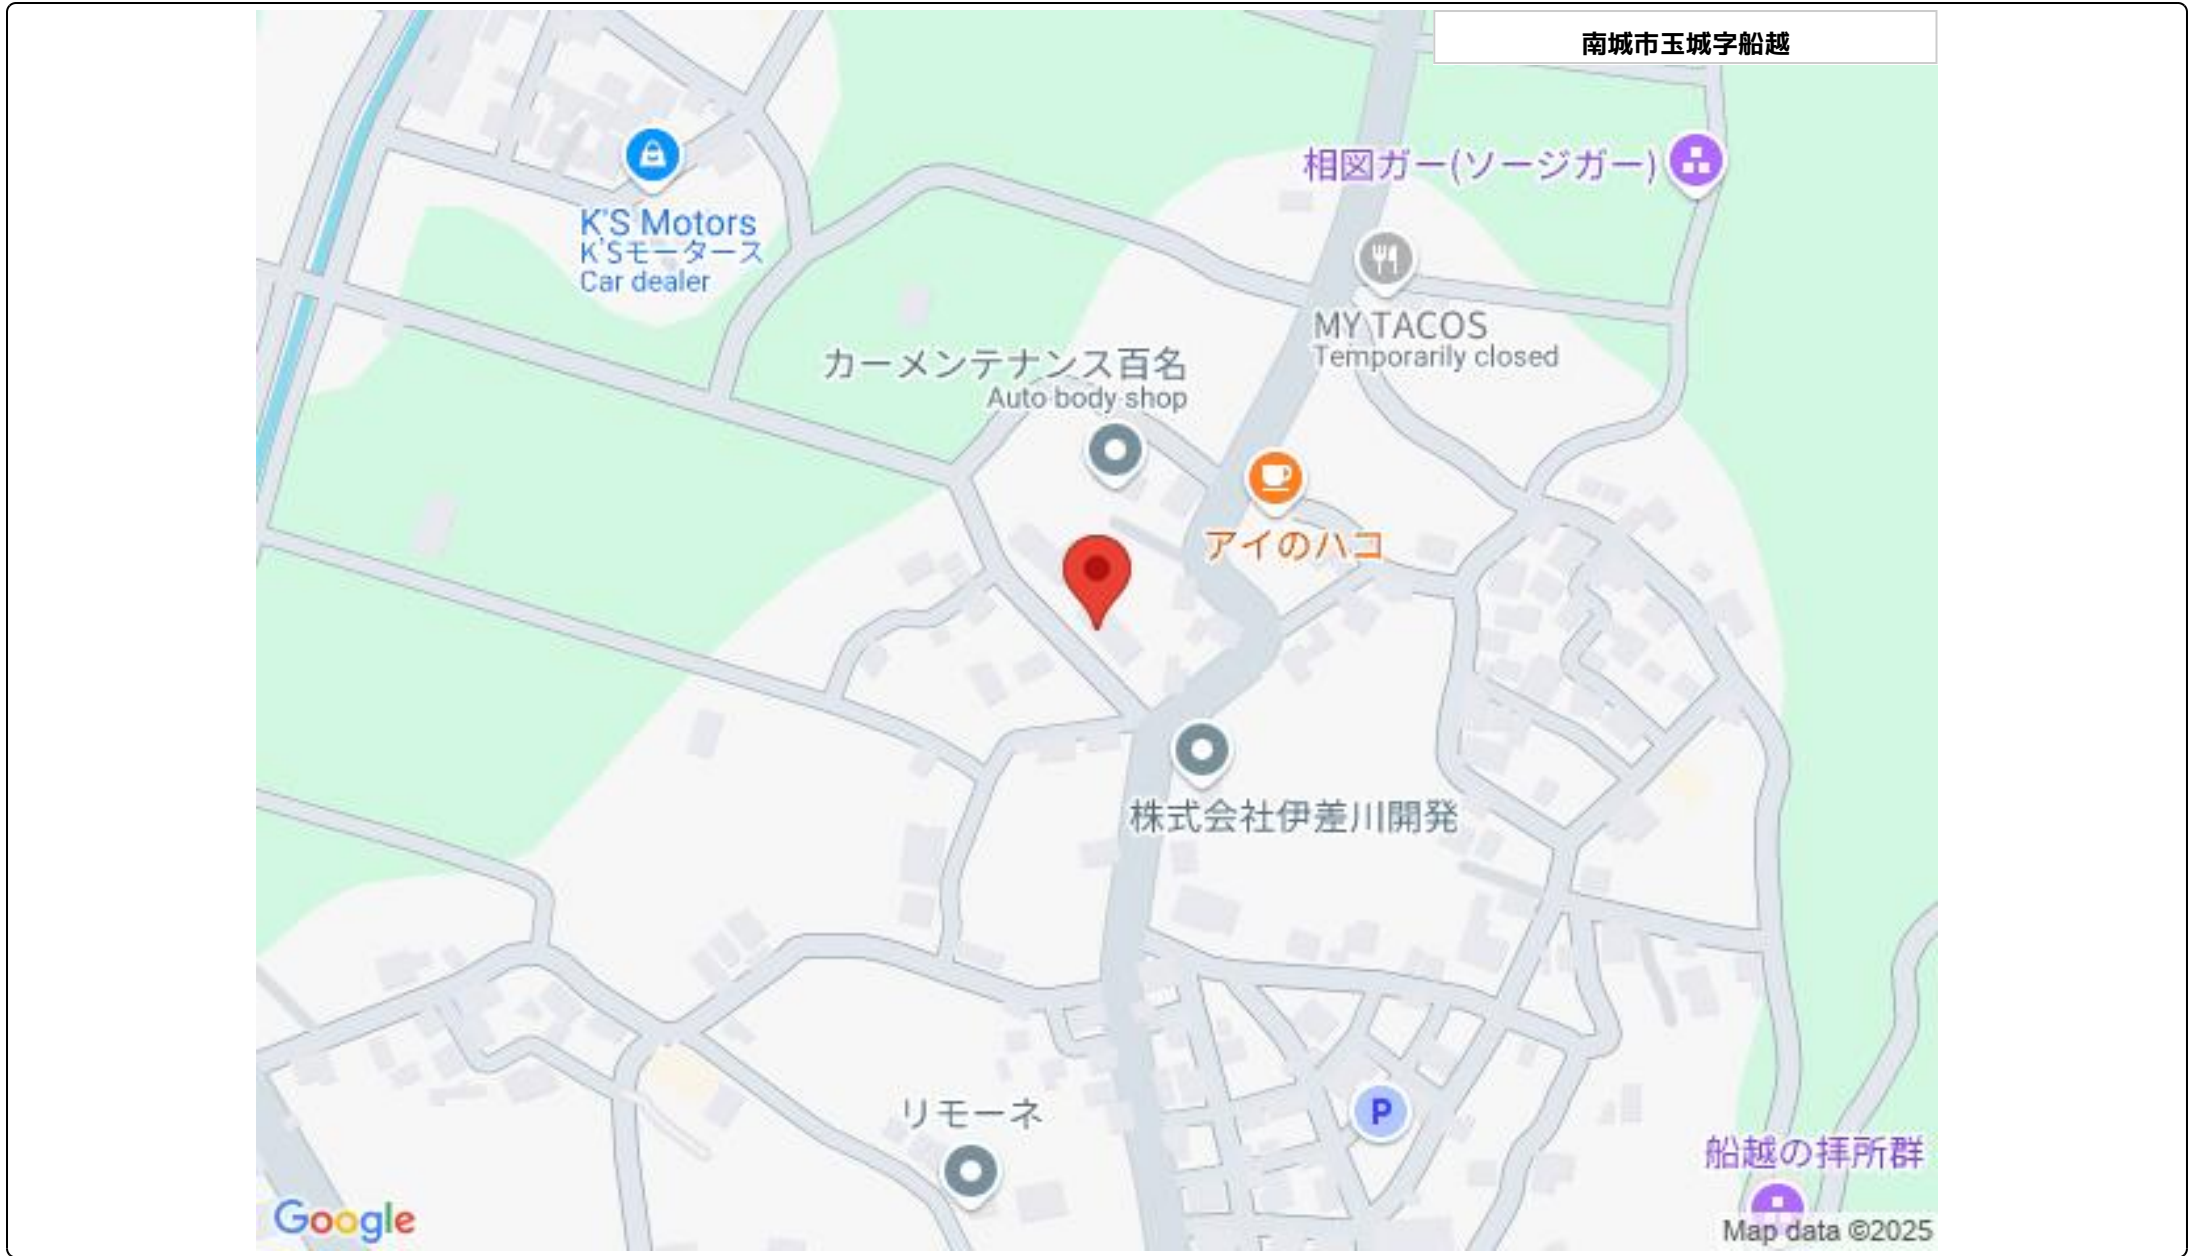 南城市玉城字船越
相図ガー(ソージガー)
K'S Motors
K'Sモータース
Car dealer
MY TACOS
Temporarily closed
カーメンテナンス百名
Auto body shop
アイのハコ
株式会社伊差川開発
リモーネ
P
船越の拝所群
Google
Map data ©2025